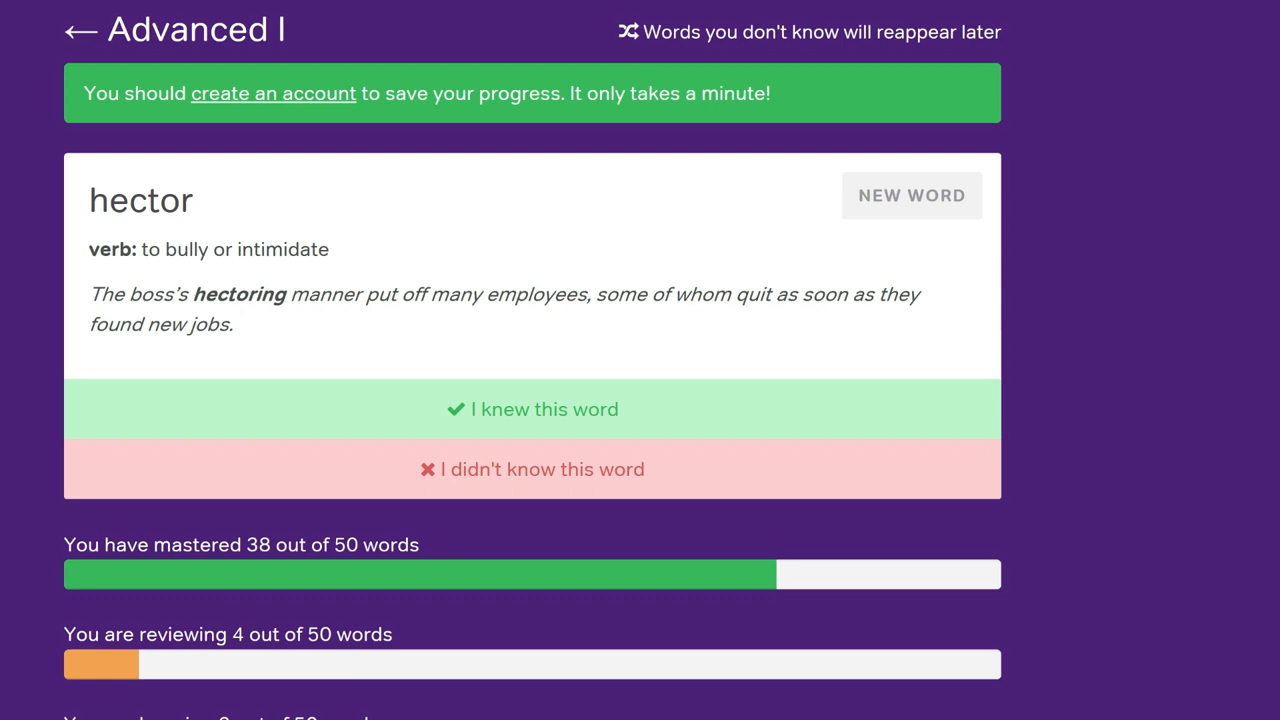 ← Advanced I
Words you don't know will reappear later
You should create an account to save your progress. It only takes a minute!
hector
NEW WORD
verb: to bully or intimidate
The boss’s hectoring manner put off many employees, some of whom quit as soon as they
found new jobs.
✔ I knew this word
✖ I didn't know this word
You have mastered 38 out of 50 words
You are reviewing 4 out of 50 words